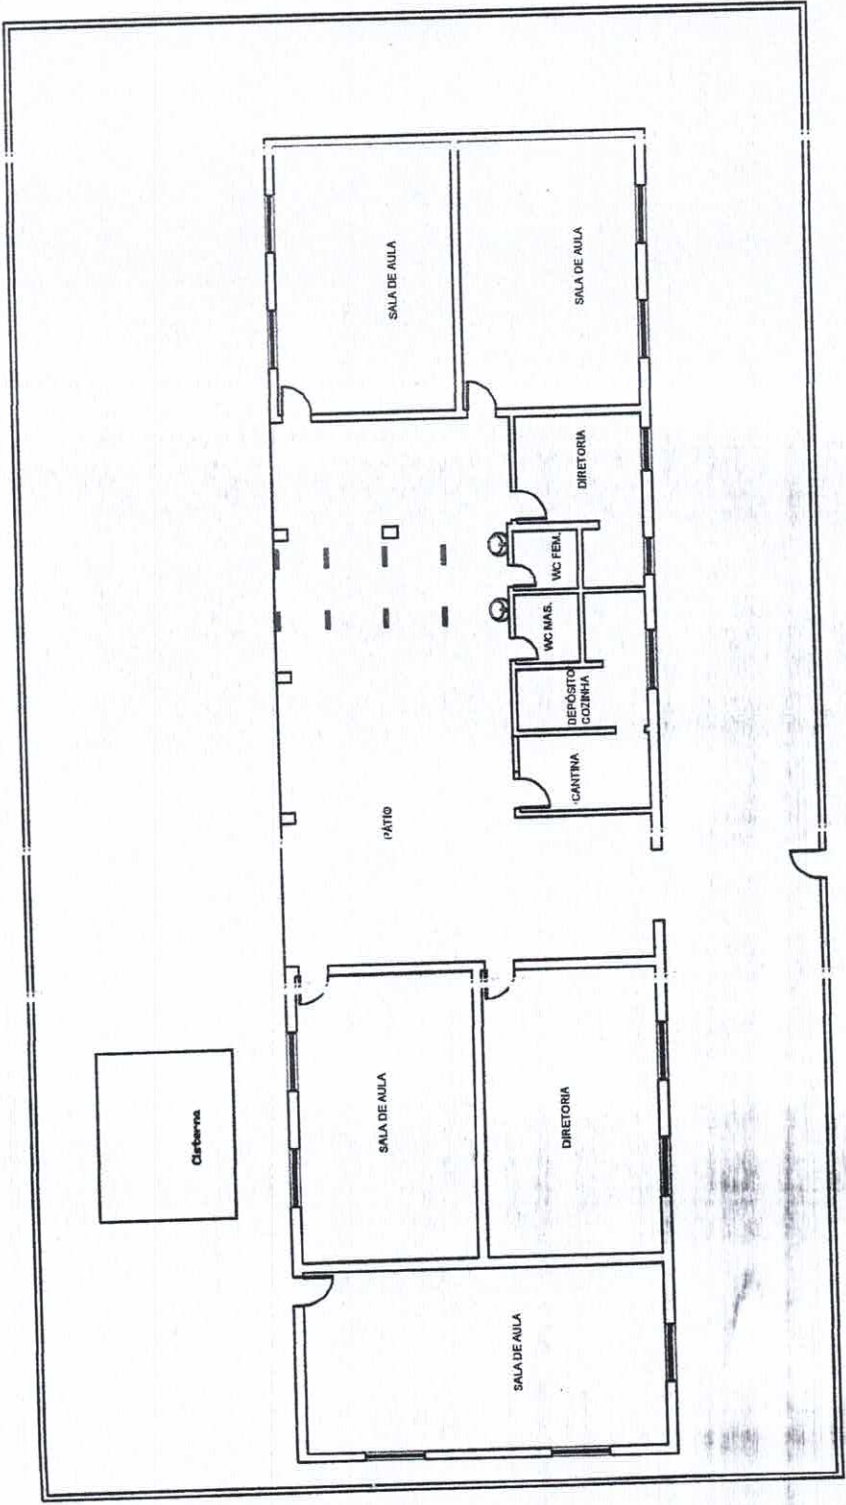 SALA DE AULA
SALA DE AULA
DIRETORIA
WC FEM.
WC MAS.
DEPÓSITO
COZINHA
CANTINA
PÁTIO
SALA DE AULA
DIRETORIA
Cisterna
SALA DE AULA